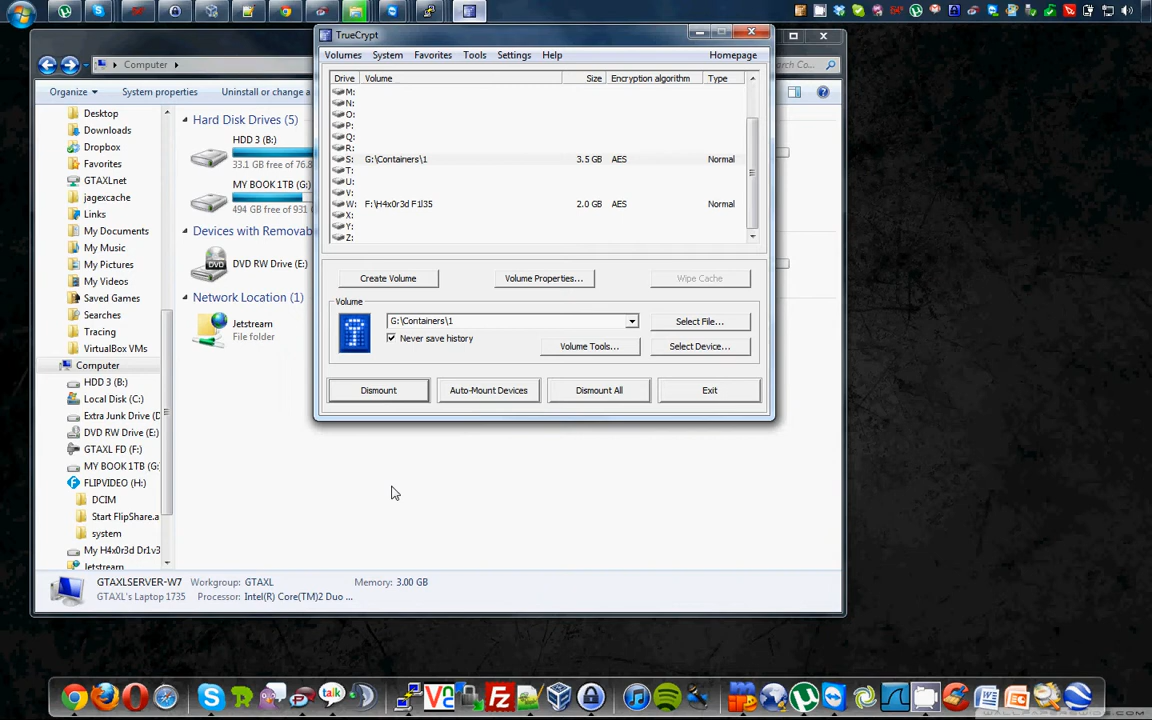 TrueCrypt
Volumes System Favorites Tools Settings Help Homepage
Drive Volume Size Encryption algorithm Type
M:
N:
O:
P:
Q:
R:
S: G:\Containers\1 3.5 GB AES Normal
T:
U:
V:
W: F:\H4x0r3d F1l35 2.0 GB AES Normal
X:
Y:
Z:
Create Volume Volume Properties... Wipe Cache
Volume
G:\Containers\1 Select File...
Never save history
Volume Tools... Select Device...
Dismount Auto-Mount Devices Dismount All Exit
Computer
Organize System properties Uninstall or change a
Desktop
Downloads
Dropbox
Favorites
GTAXLnet
jagexcache
Links
My Documents
My Music
My Pictures
My Videos
Saved Games
Searches
Tracing
VirtualBox VMs
Computer
HDD 3 (B:)
Local Disk (C:)
Extra Junk Drive (
DVD RW Drive (E:)
GTAXL FD (F:)
MY BOOK 1TB (G:
FLIPVIDEO (H:)
DCIM
Start FlipShare.a
system
My H4x0r3d Dr1v3
Jetstream
Hard Disk Drives (5)
HDD 3 (B:)
33.1 GB free of 76.8
MY BOOK 1TB (G:)
494 GB free of 931
Devices with Removab
DVD RW Drive (E:)
Network Location (1)
Jetstream
File folder
GTAXLSERVER-W7 Workgroup: GTAXL Memory: 3.00 GB
GTAXL's Laptop 1735 Processor: Intel(R) Core(TM)2 Duo ...
talk